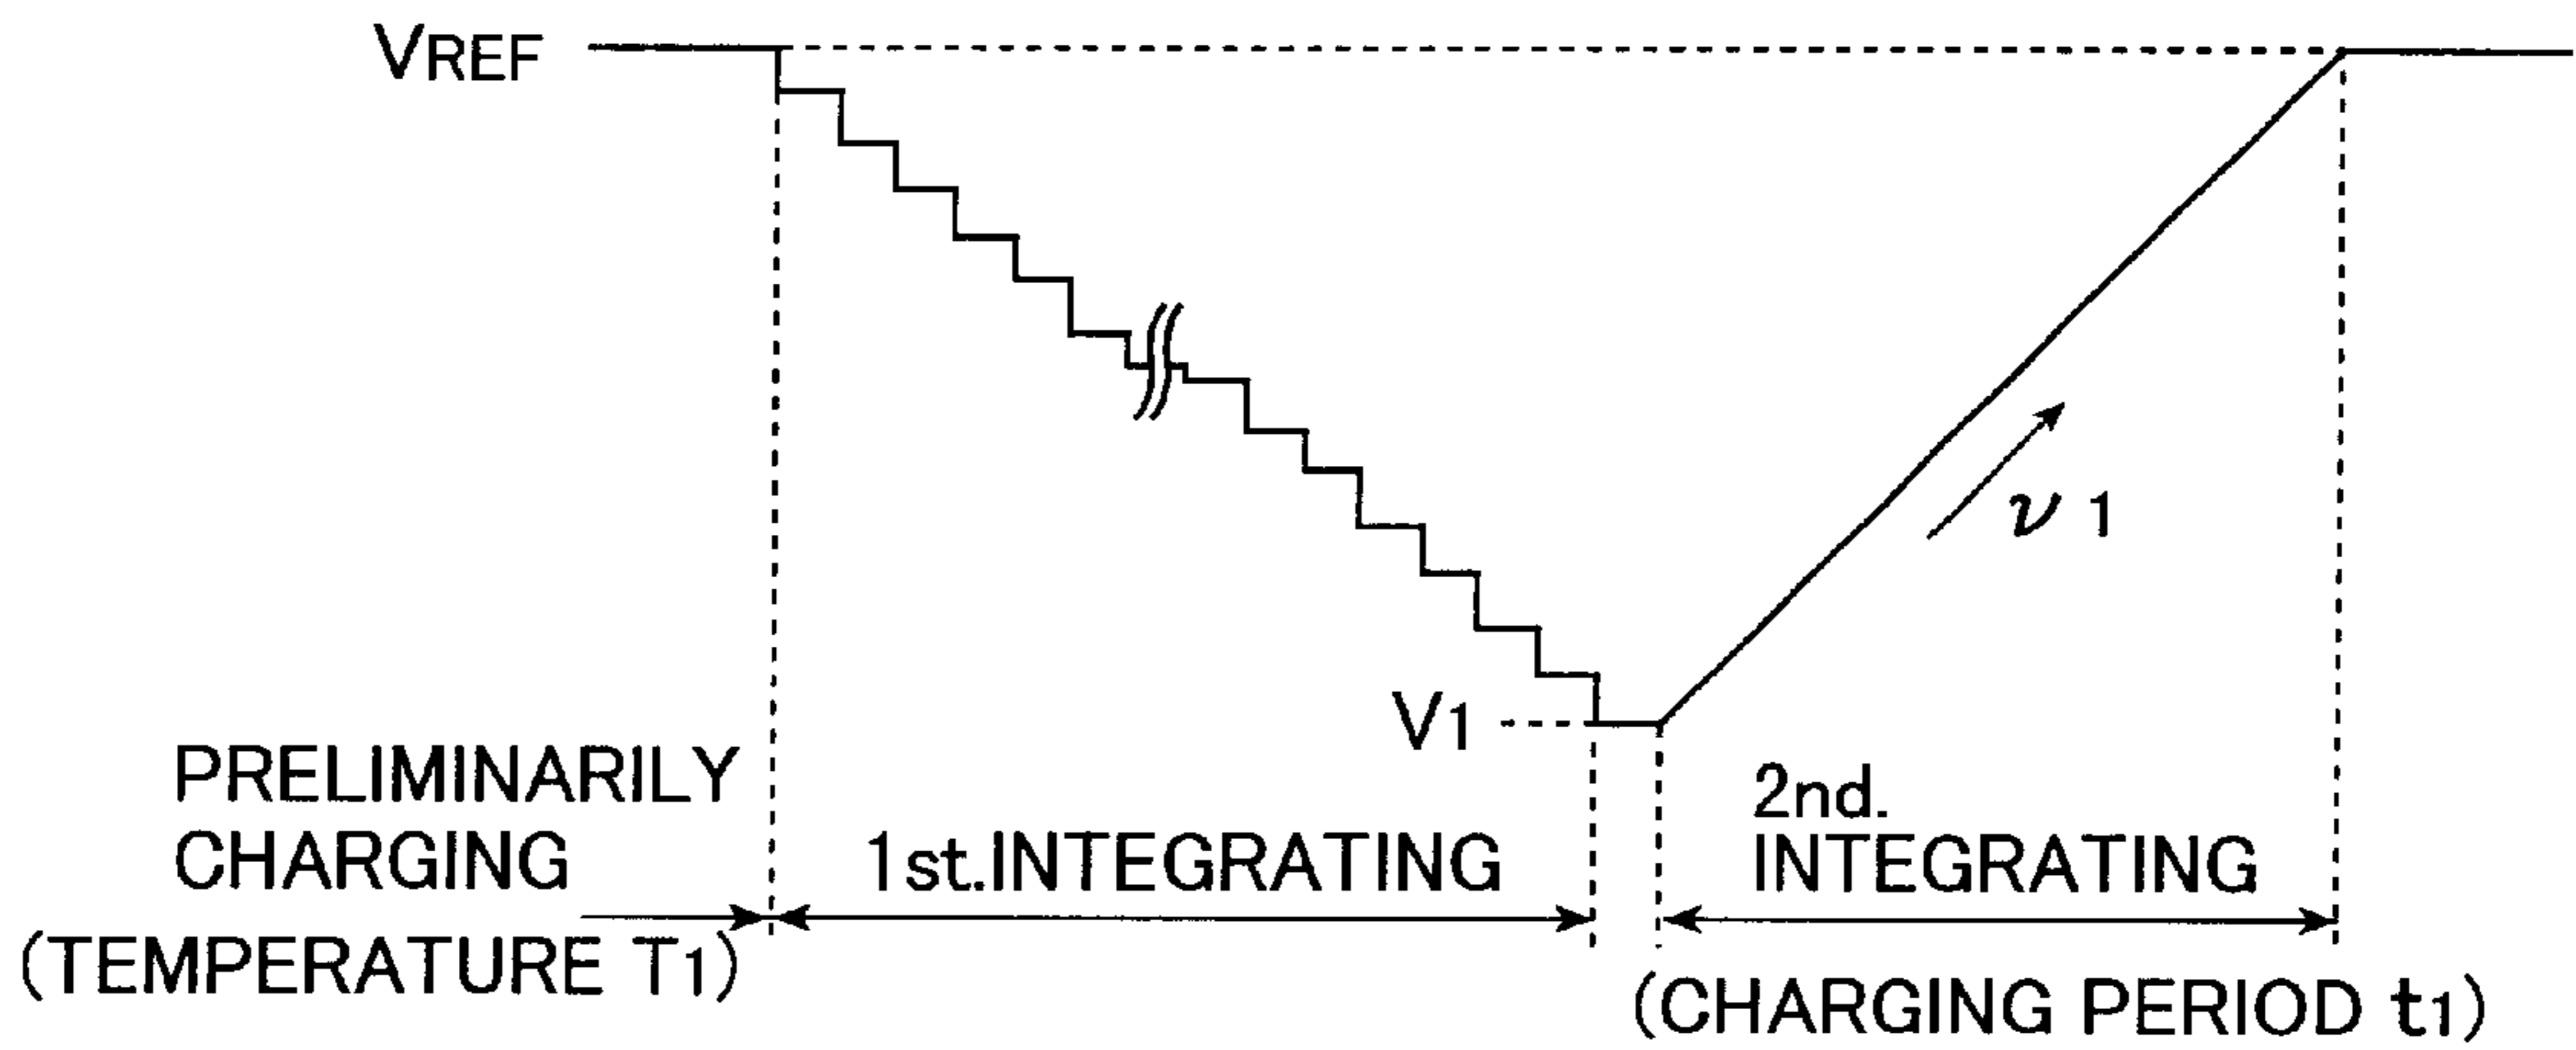 VREF
ν 1
V1
PRELIMINARILY
CHARGING
(TEMPERATURE T1)
1st.INTEGRATING
2nd.
INTEGRATING
(CHARGING PERIOD t1)